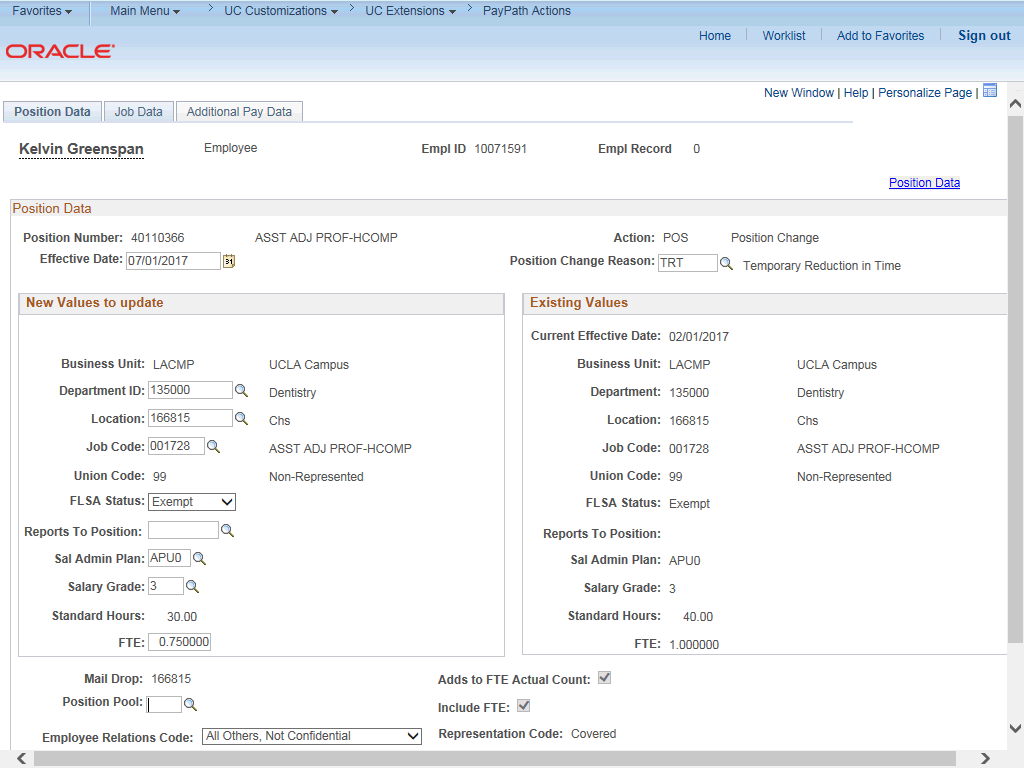 Favorites Main Menu > UC Customizations > UC Extensions > PayPath Actions
Home Worklist Add to Favorites Sign out
ORACLE
New Window | Help | Personalize Page |
Position Data Job Data Additional Pay Data
Kelvin Greenspan Employee Empl ID 10071591 Empl Record 0
Position Data
Position Data
Position Number: 40110366 ASST ADJ PROF-HCOMP Action: POS Position Change
Effective Date: 07/01/2017 31 Position Change Reason: TRT Temporary Reduction in Time
New Values to update
Business Unit: LACMP UCLA Campus
Department ID: 135000 Dentistry
Location: 166815 Chs
Job Code: 001728 ASST ADJ PROF-HCOMP
Union Code: 99 Non-Represented
FLSA Status: Exempt
Reports To Position:
Sal Admin Plan: APU0
Salary Grade: 3
Standard Hours: 30.00
FTE: 0.750000
Existing Values
Current Effective Date: 02/01/2017
Business Unit: LACMP UCLA Campus
Department: 135000 Dentistry
Location: 166815 Chs
Job Code: 001728 ASST ADJ PROF-HCOMP
Union Code: 99 Non-Represented
FLSA Status: Exempt
Reports To Position:
Sal Admin Plan: APU0
Salary Grade: 3
Standard Hours: 40.00
FTE: 1.000000
Mail Drop: 166815 Adds to FTE Actual Count:
Position Pool: Include FTE:
Employee Relations Code: All Others, Not Confidential Representation Code: Covered